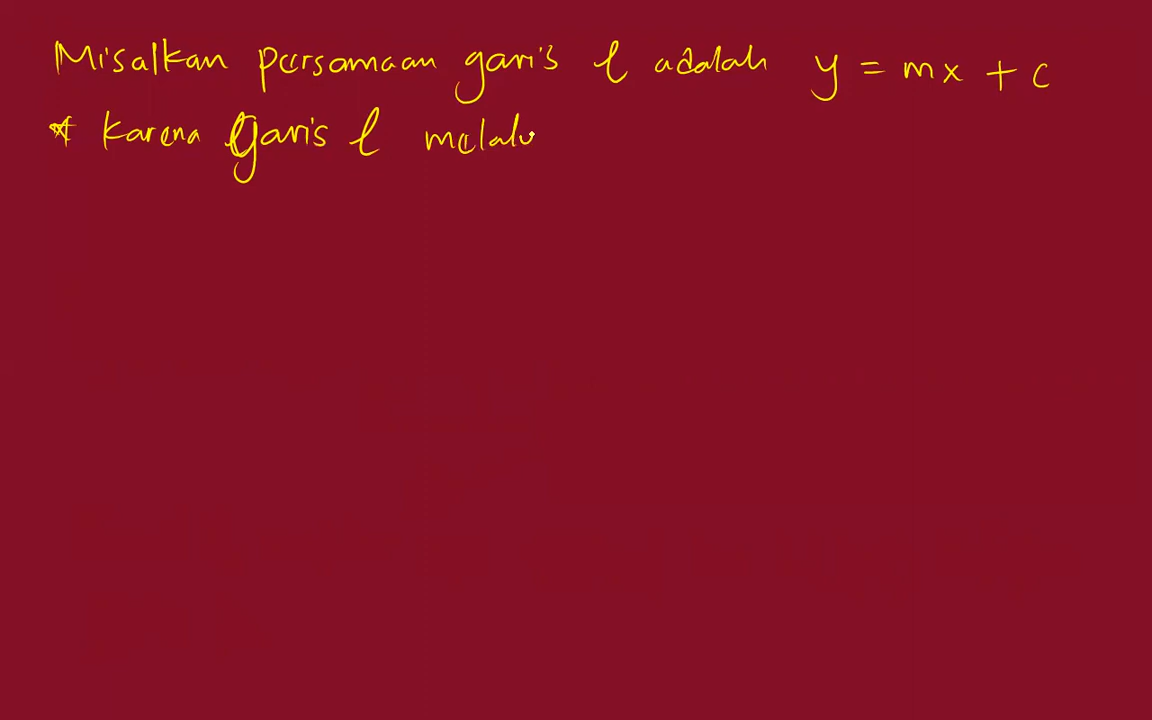 Misalkan persamaan garis l adalah y = mx + c
* Karena garis l melalu